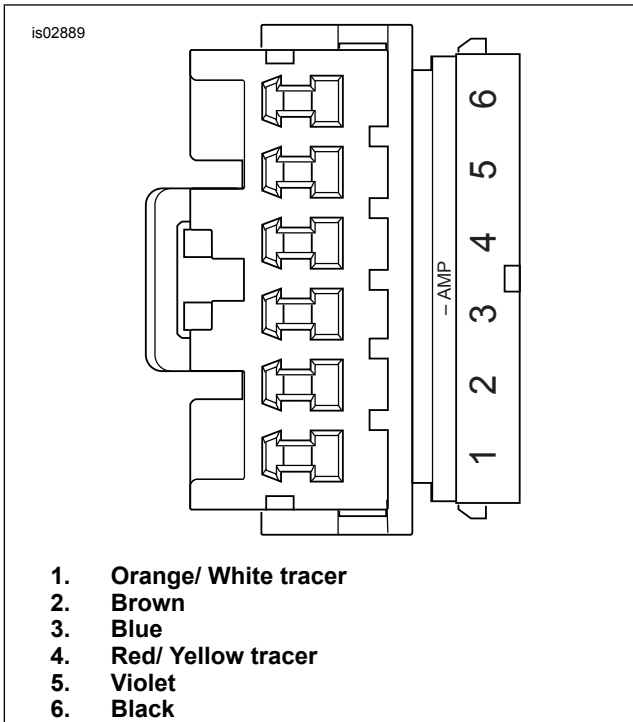 is02889
6
5
4
3
2
1
– AMP
1. Orange/ White tracer
2. Brown
3. Blue
4. Red/ Yellow tracer
5. Violet
6. Black